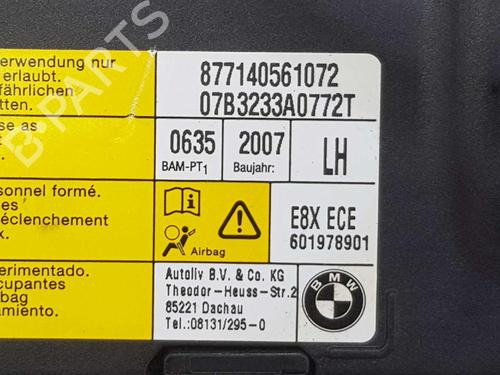 erwendung nur
erlaubt.
fährlichen
tten.
877140561072
07B3233A0772T
se as
ent
0635
BAM-PT1
2007
Baujahr:
LH
sonnel formé.
es
éclenchement
x.
Airbag
E8X ECE
601978901
erimentado.
cupantes
bag
amiento.
Autoliv B.V. & Co. KG
Theodor-Heuss-Str.2
85221 Dachau
Tel.:08131/295-0
BMW
B-PARTS